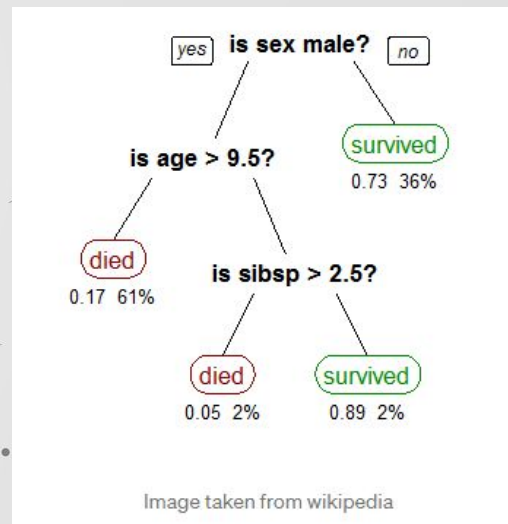 yes is sex male? no
is age > 9.5?
survived
0.73 36%
died
0.17 61%
is sibsp > 2.5?
died survived
0.05 2% 0.89 2%
Image taken from wikipedia